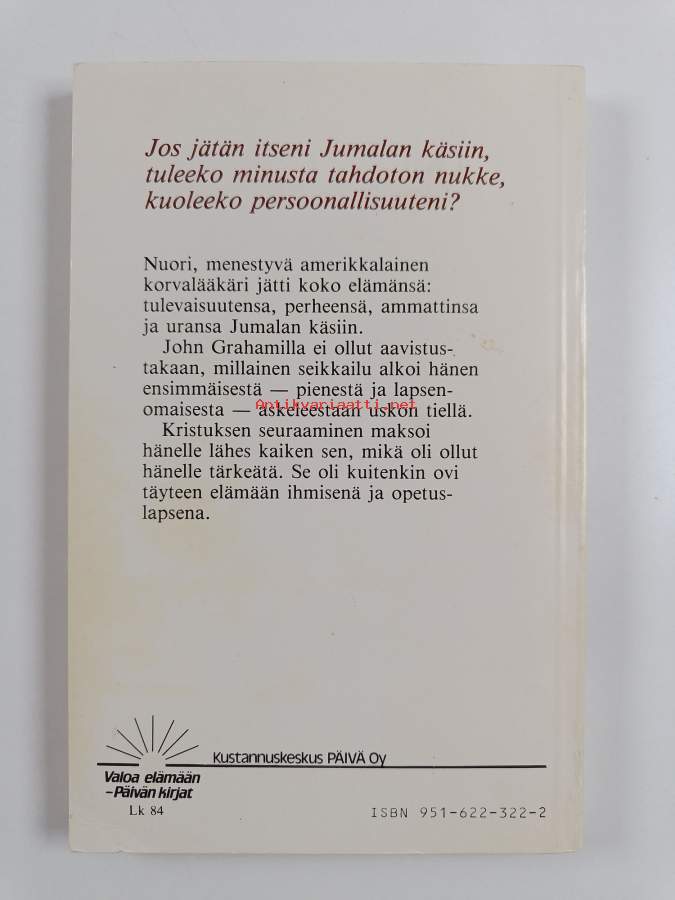 Jos jätän itseni Jumalan käsiin,
tuleeko minusta tahdoton nukke,
kuoleeko persoonallisuuteni?
Nuori, menestyvä amerikkalainen
korvalääkäri jätti koko elämänsä:
tulevaisuutensa, perheensä, ammattinsa
ja uransa Jumalan käsiin.
John Grahamilla ei ollut aavistus-
takaan, millainen seikkailu alkoi hänen
ensimmäisestä — pienestä ja lapsen-
omaisesta — askeleestaan uskon tiellä.
Antikvariaatti.net
Kristuksen seuraaminen maksoi
hänelle lähes kaiken sen, mikä oli ollut
hänelle tärkeätä. Se oli kuitenkin ovi
täyteen elämään ihmisenä ja opetus-
lapsena.
Kustannuskeskus PÄIVÄ Oy
Valoa elämään
–Päivän kirjat
Lk 84
ISBN 951-622-322-2